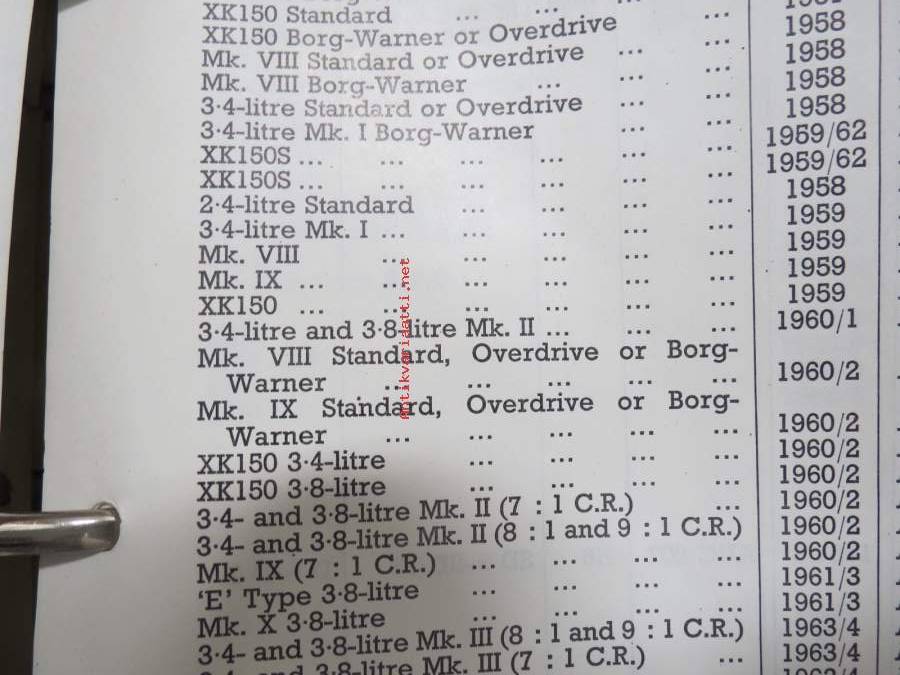 XK150 Standard ... ... ...
XK150 Borg-Warner or Overdrive ...
Mk. VIII Standard or Overdrive ... ... 1958
Mk. VIII Borg-Warner ... ... ... 1958
3·4-litre Standard or Overdrive ... ... 1958
3·4-litre Mk. I Borg-Warner ... ... 1958
XK150S ... ... ... ... ... ... 1959/62
XK150S ... ... ... ... ... ... 1959/62
2·4-litre Standard ... ... ... ... 1958
3·4-litre Mk. I ... ... ... ... ... 1959
Mk. VIII ... ... ... ... ... 1959
Mk. IX ... ... ... ... ... ... 1959
XK150 ... ... ... ... ... ... 1959
3·4-litre and 3·8-litre Mk. II ... ... ... 1960/1
Mk. VIII Standard, Overdrive or Borg-
Warner ... ... ... ... ... 1960/2
Mk. IX Standard, Overdrive or Borg-
Warner ... ... ... ... ... 1960/2
XK150 3·4-litre ... ... ... ... 1960/2
XK150 3·8-litre ... ... ... ... 1960/2
3·4- and 3·8-litre Mk. II (7 : 1 C.R.) ... 1960/2
3·4- and 3·8-litre Mk. II (8 : 1 and 9 : 1 C.R.) 1960/2
Mk. IX (7 : 1 C.R.) ... ... ... ... 1960/2
'E' Type 3·8-litre ... ... ... ... 1961/3
Mk. X 3·8-litre ... ... ... ... 1961/3
3·4- and 3·8-litre Mk. III (8 : 1 and 9 : 1 C.R.) 1963/4
3·4- and 3·8-litre Mk. III (7 : 1 C.R.) ... 1963/4
Antikvariaatti.net